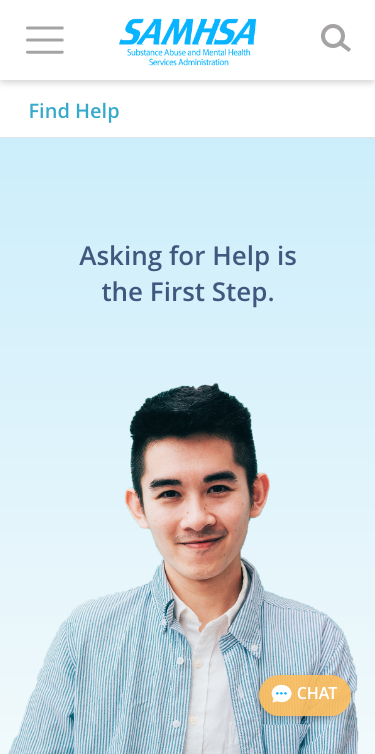 SAMHSA
Substance Abuse and Mental Health
Services Administration
Find Help
Asking for Help is
the First Step.
CHAT